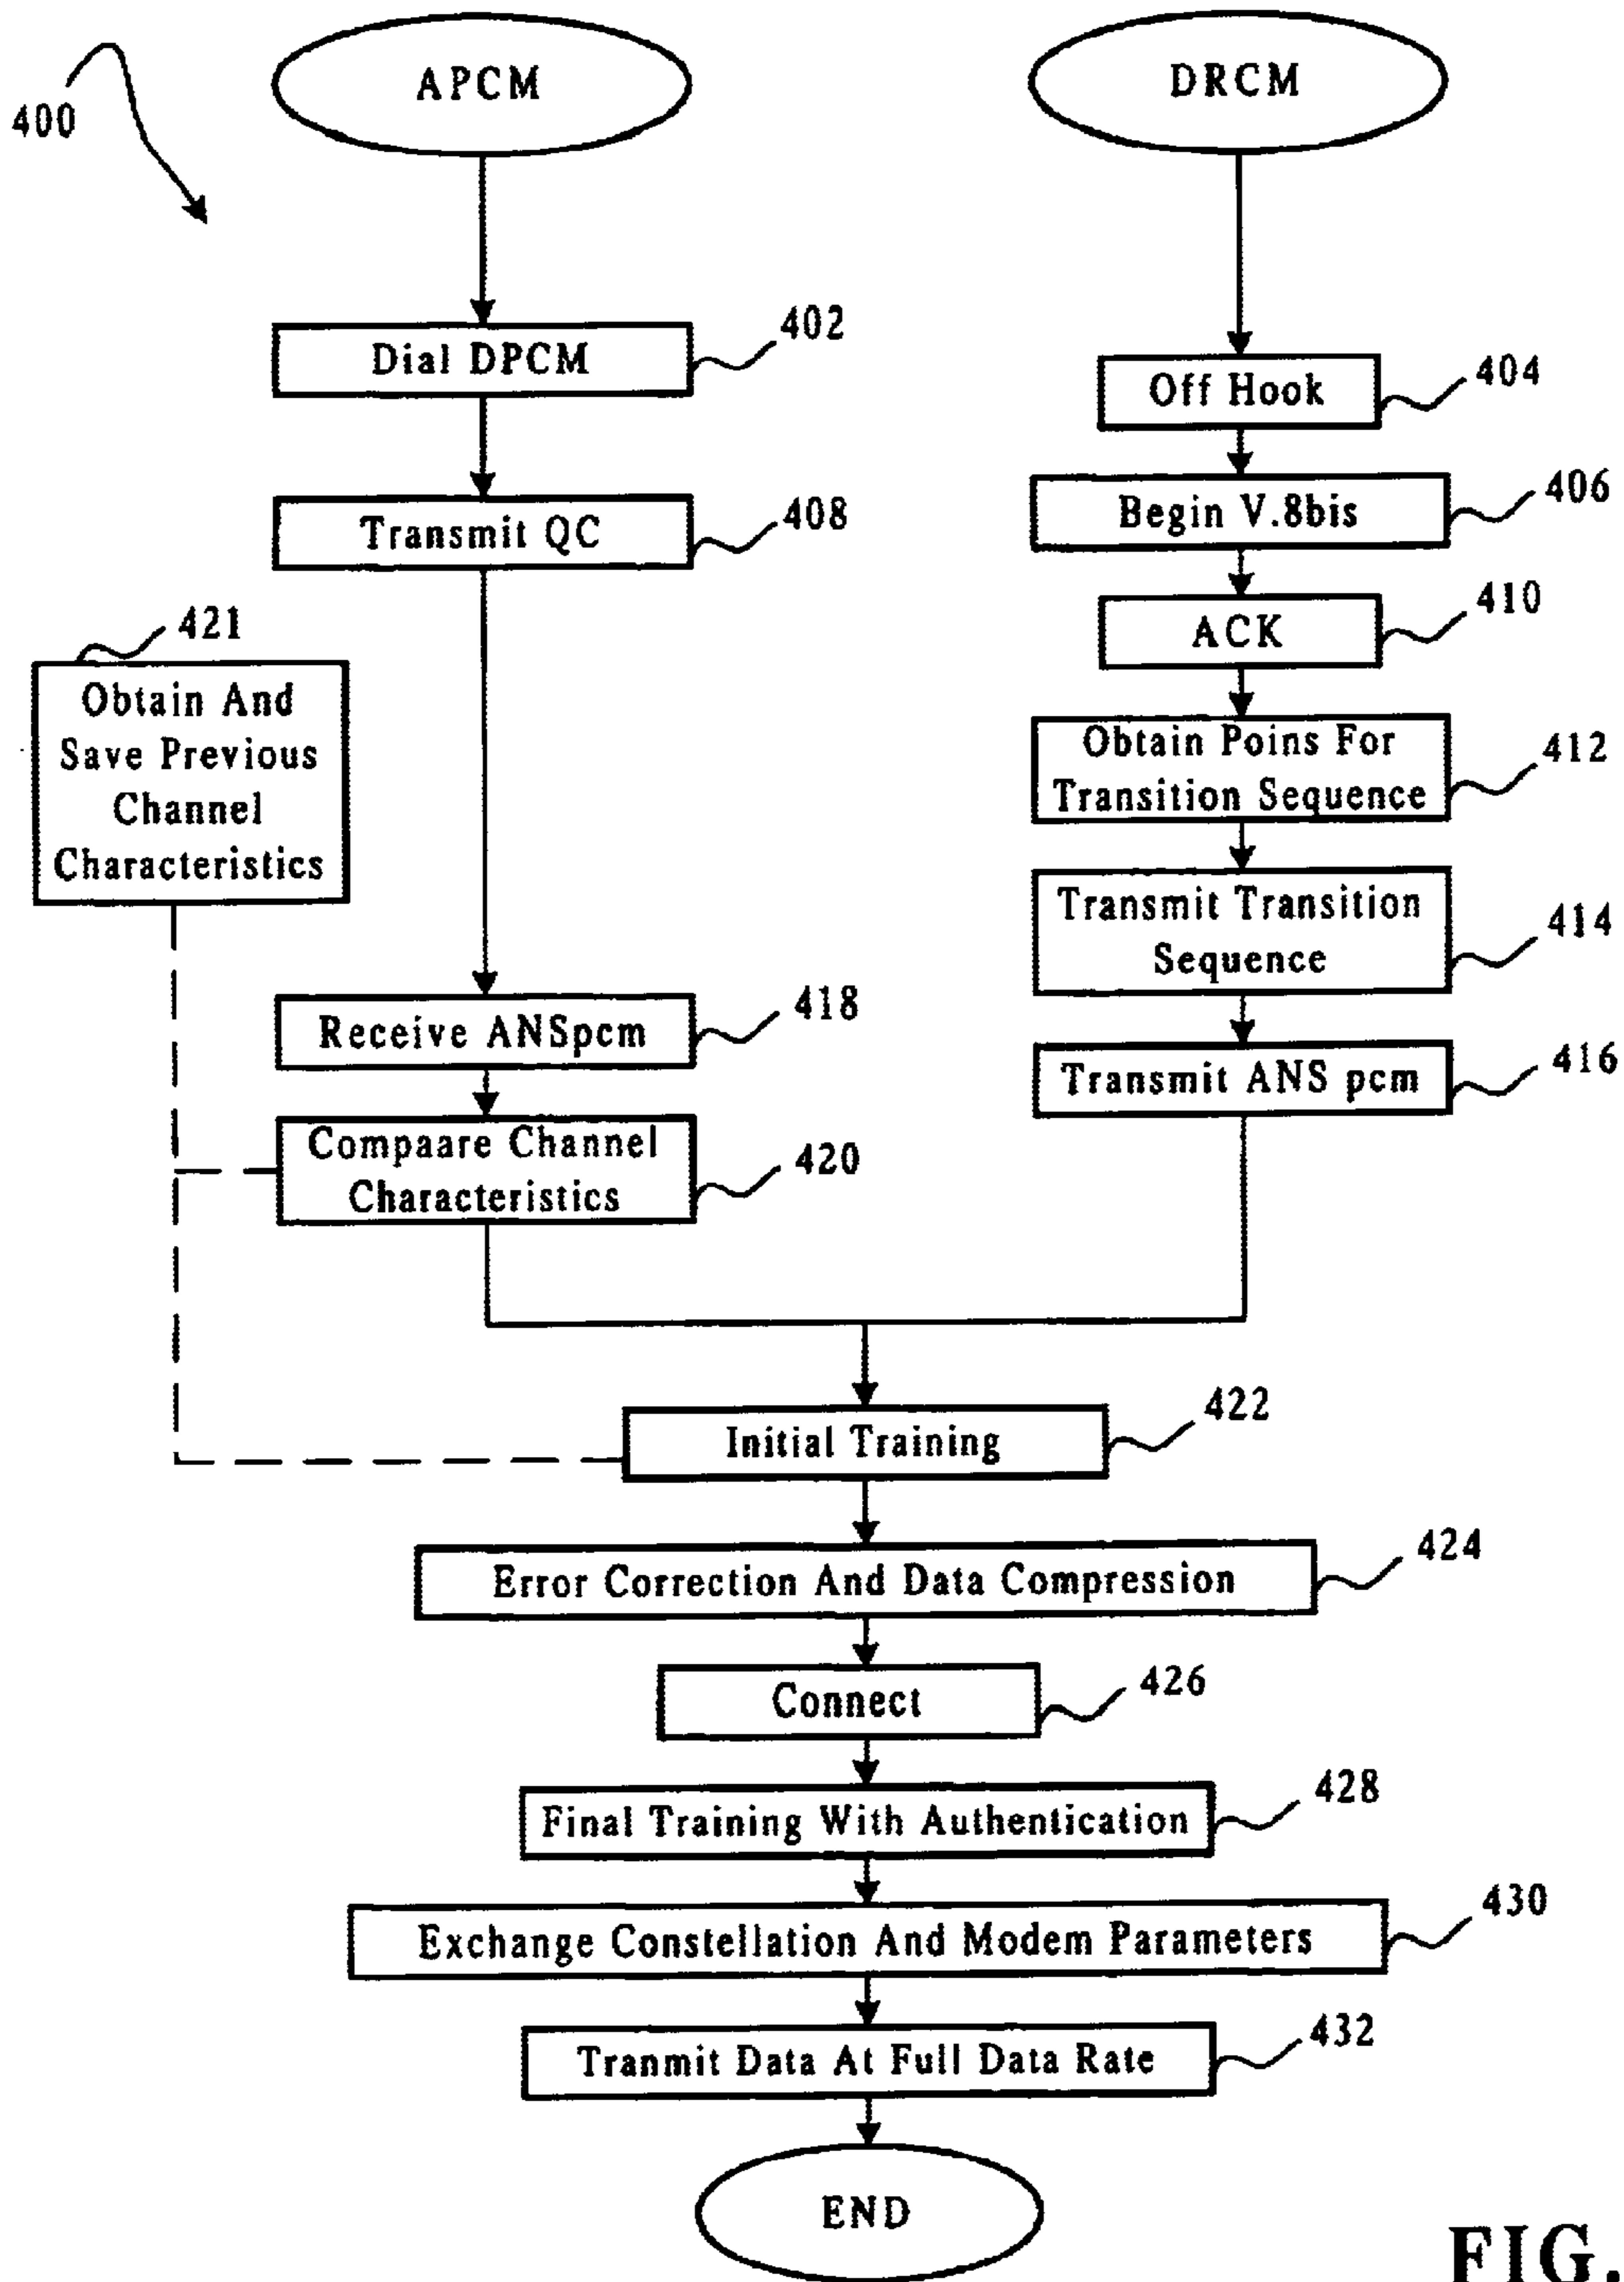 400
APCM
DRCM
Dial DPCM
402
Off Hook
404
Transmit QC
408
Begin V.8bis
406
ACK
410
421
Obtain And
Save Previous
Channel
Characteristics
Obtain Poins For
Transition Sequence
412
Transmit Transition
Sequence
414
Receive ANSpcm
418
Transmit ANS pcm
416
Compaare Channel
Characteristics
420
Initial Training
422
Error Correction And Data Compression
424
Connect
426
Final Training With Authentication
428
Exchange Constellation And Modem Parameters
430
Tranmit Data At Full Data Rate
432
END
FIG.